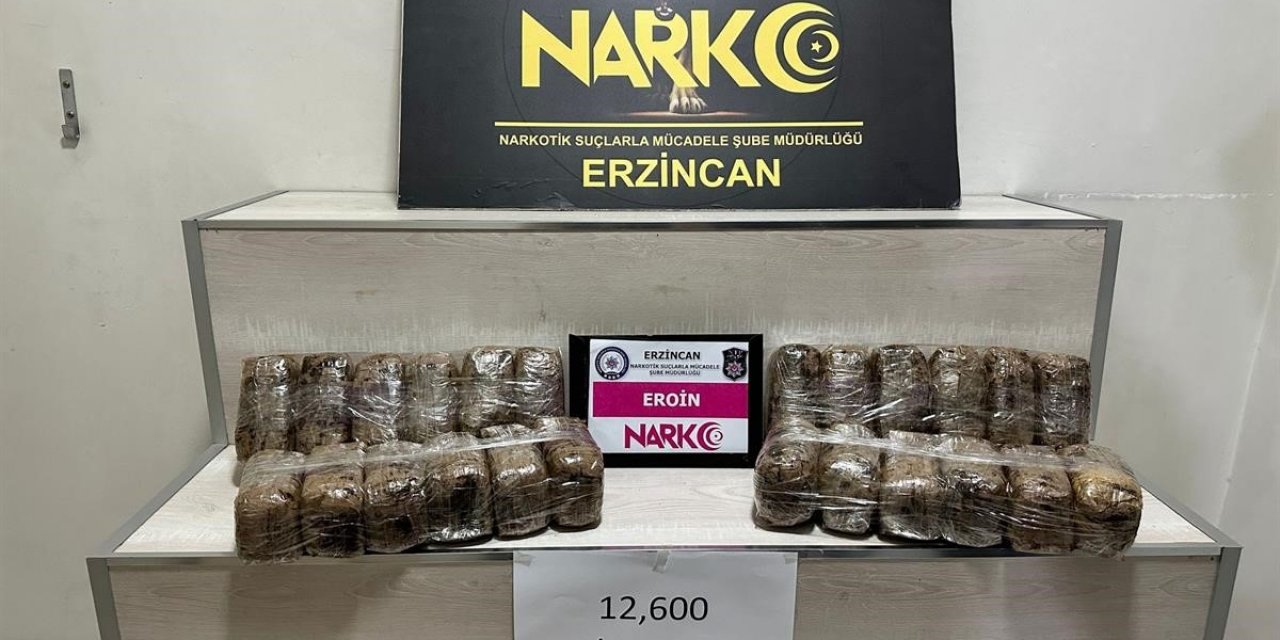 NARKO
NARKOTİK SUÇLARLA MÜCADELE ŞUBE MÜDÜRLÜĞÜ
ERZİNCAN
ERZİNCAN
NARKOTİK SUÇLARLA MÜCADELE
ŞUBE MÜDÜRLÜĞÜ
EROİN
NARKO
12,600